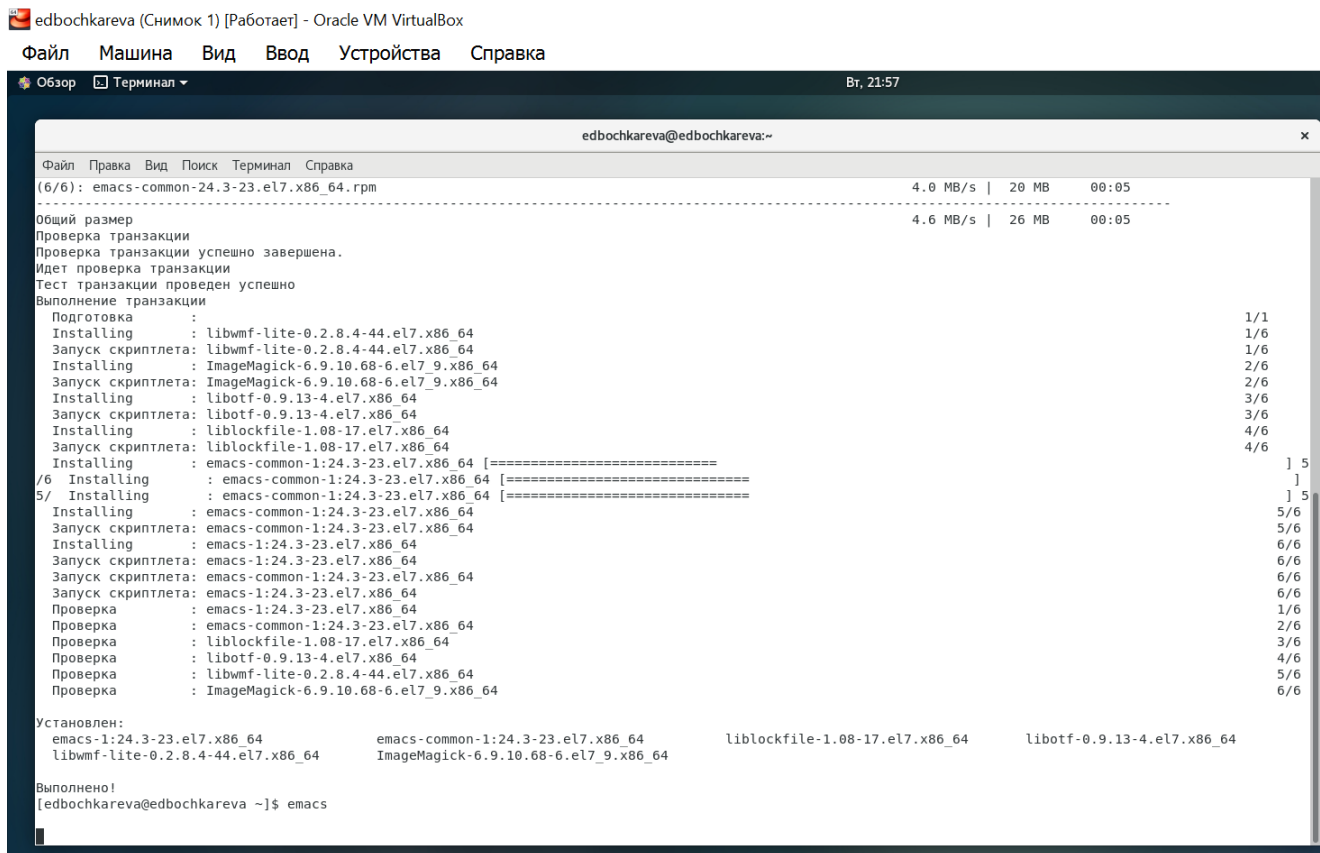 edbochkareva (Снимок 1) [Работает] - Oracle VM VirtualBox
Файл Машина Вид Ввод Устройства Справка
Обзор Терминал Вт, 21:57
edbochkareva@edbochkareva:~ ×
Файл Правка Вид Поиск Терминал Справка
(6/6): emacs-common-24.3-23.el7.x86_64.rpm 4.0 MB/s | 20 MB 00:05
--------------------------------------------------------------------------------------------------------------------------------------------
Общий размер 4.6 MB/s | 26 MB 00:05
Проверка транзакции
Проверка транзакции успешно завершена.
Идет проверка транзакции
Тест транзакции проведен успешно
Выполнение транзакции
Подготовка : 1/1
Installing : libwmf-lite-0.2.8.4-44.el7.x86_64 1/6
Запуск скриптлета: libwmf-lite-0.2.8.4-44.el7.x86_64 1/6
Installing : ImageMagick-6.9.10.68-6.el7_9.x86_64 2/6
Запуск скриптлета: ImageMagick-6.9.10.68-6.el7_9.x86_64 2/6
Installing : libotf-0.9.13-4.el7.x86_64 3/6
Запуск скриптлета: libotf-0.9.13-4.el7.x86_64 3/6
Installing : liblockfile-1.08-17.el7.x86_64 4/6
Запуск скриптлета: liblockfile-1.08-17.el7.x86_64 4/6
Installing : emacs-common-1:24.3-23.el7.x86_64 [============================ ] 5
/6 Installing : emacs-common-1:24.3-23.el7.x86_64 [============================== ]
5/ Installing : emacs-common-1:24.3-23.el7.x86_64 [============================== ] 5
Installing : emacs-common-1:24.3-23.el7.x86_64 5/6
Запуск скриптлета: emacs-common-1:24.3-23.el7.x86_64 5/6
Installing : emacs-1:24.3-23.el7.x86_64 6/6
Запуск скриптлета: emacs-1:24.3-23.el7.x86_64 6/6
Запуск скриптлета: emacs-common-1:24.3-23.el7.x86_64 6/6
Запуск скриптлета: emacs-1:24.3-23.el7.x86_64 6/6
Проверка : emacs-1:24.3-23.el7.x86_64 1/6
Проверка : emacs-common-1:24.3-23.el7.x86_64 2/6
Проверка : liblockfile-1.08-17.el7.x86_64 3/6
Проверка : libotf-0.9.13-4.el7.x86_64 4/6
Проверка : libwmf-lite-0.2.8.4-44.el7.x86_64 5/6
Проверка : ImageMagick-6.9.10.68-6.el7_9.x86_64 6/6
Установлен:
emacs-1:24.3-23.el7.x86_64 emacs-common-1:24.3-23.el7.x86_64 liblockfile-1.08-17.el7.x86_64 libotf-0.9.13-4.el7.x86_64
libwmf-lite-0.2.8.4-44.el7.x86_64 ImageMagick-6.9.10.68-6.el7_9.x86_64
Выполнено!
[edbochkareva@edbochkareva ~]$ emacs